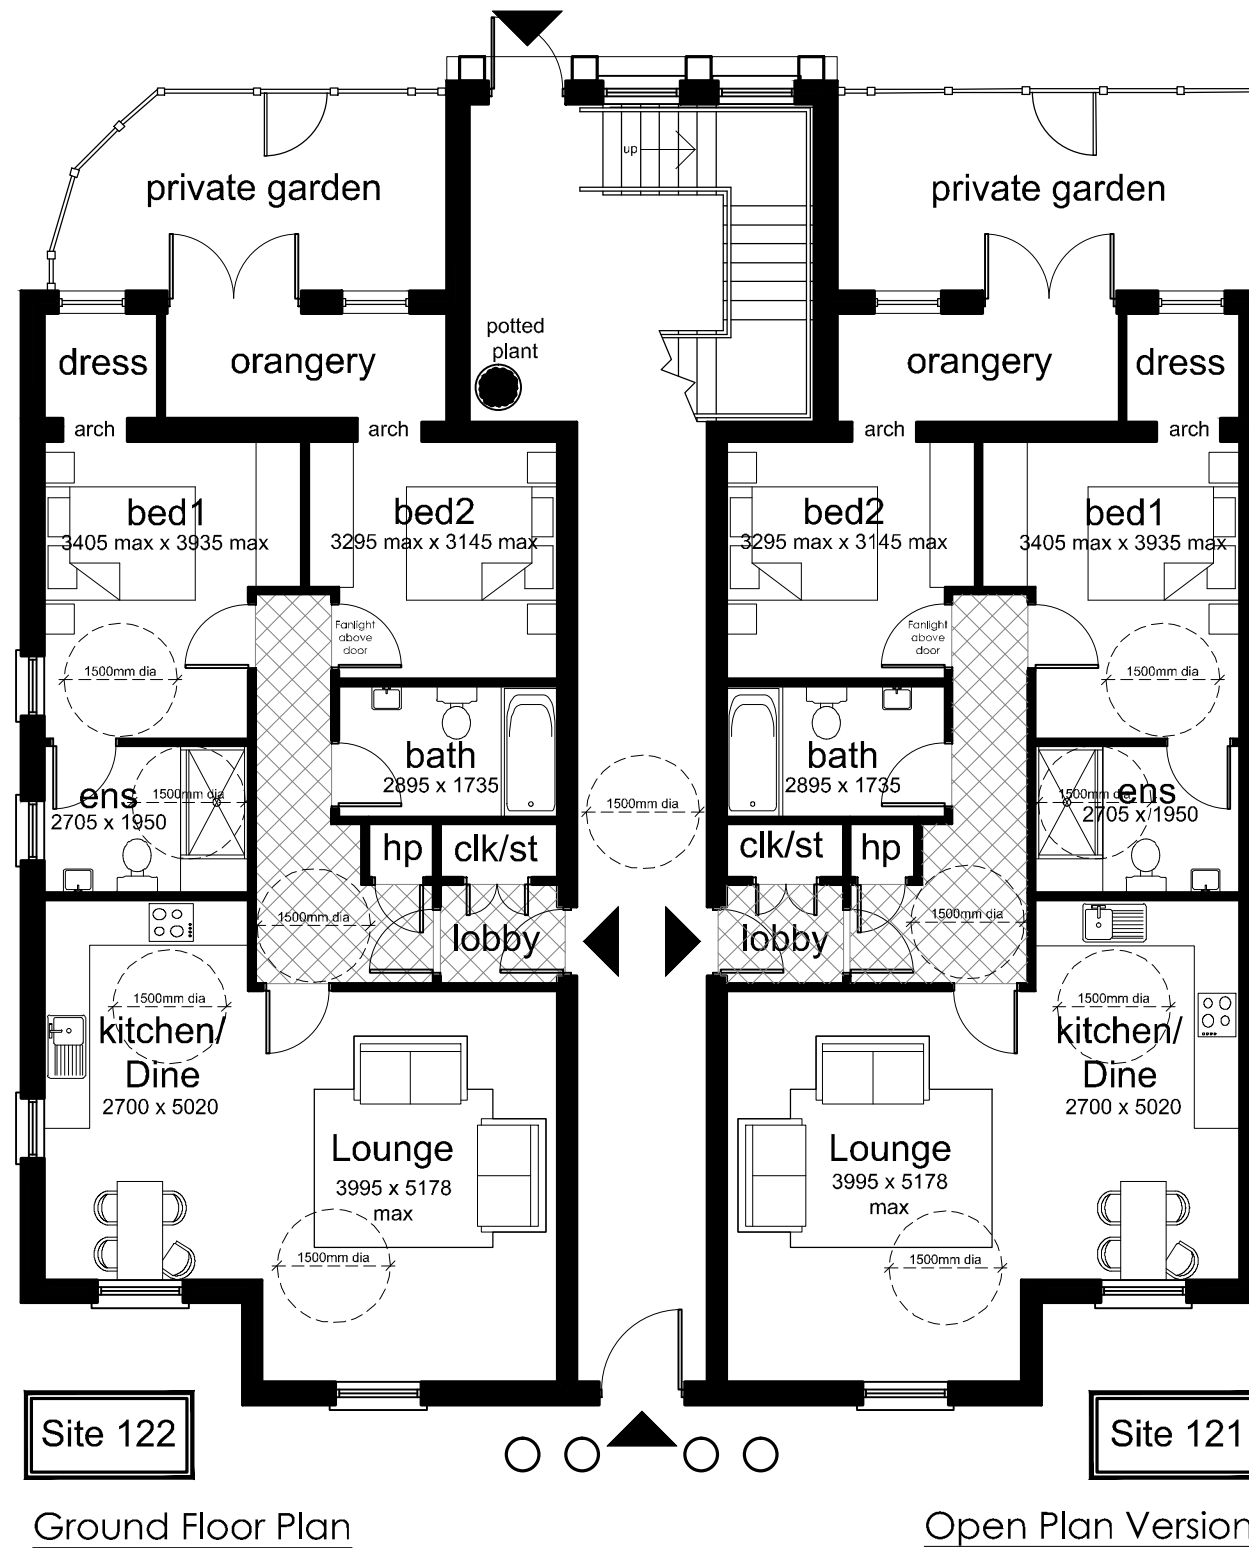 up
private garden
private garden
potted
plant
dress
orangery
orangery
dress
arch
arch
arch
arch
bed1
3405 max x 3935 max
bed2
3295 max x 3145 max
bed2
3295 max x 3145 max
bed1
3405 max x 3935 max
Fanlight
above
door
Fanlight
above
door
1500mm dia
1500mm dia
bath
2895 x 1735
bath
2895 x 1735
ens
1500mm dia
2705 x 1950
1500mm dia
1500mm dia
ens
2705 x 1950
hp
clk/st
clk/st
hp
1500mm dia
lobby
lobby
1500mm dia
1500mm dia
kitchen/
Dine
2700 x 5020
1500mm dia
kitchen/
Dine
2700 x 5020
Lounge
3995 x 5178
max
Lounge
3995 x 5178
max
1500mm dia
1500mm dia
Site 122
Site 121
Ground Floor Plan
Open Plan Version